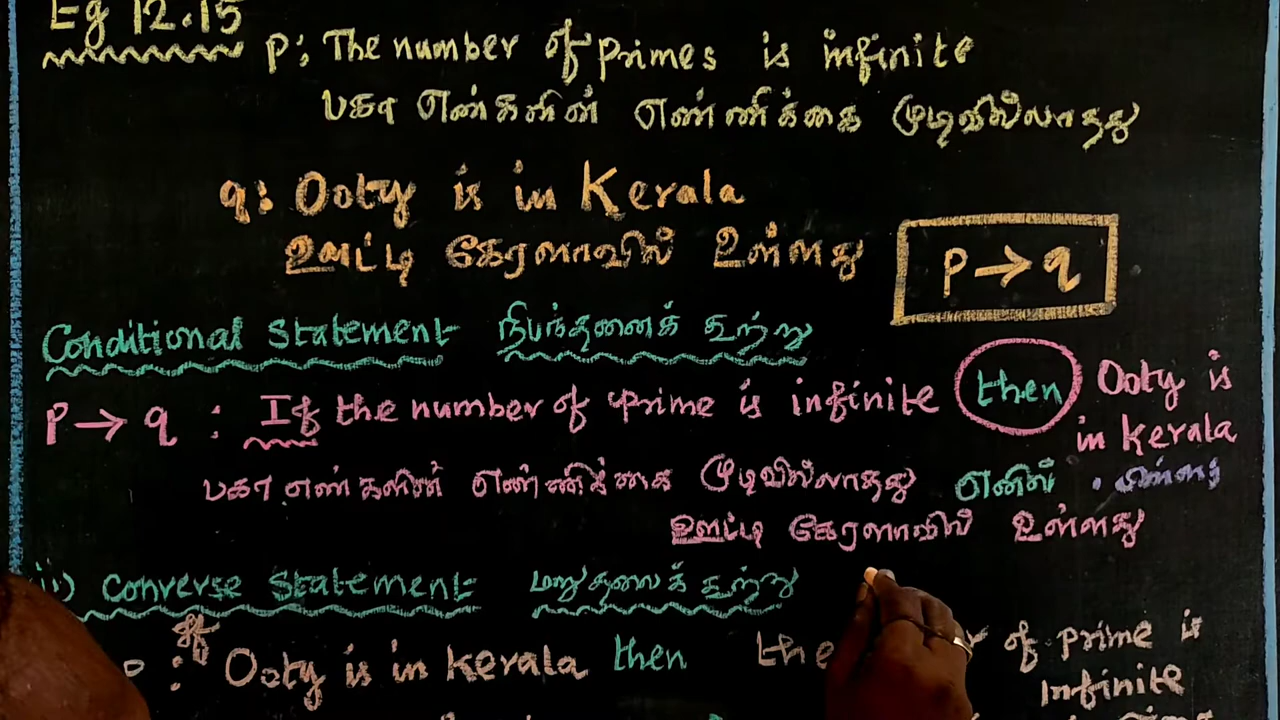 Eg 12.15
p: The number of primes is infinite
பகா எண்களின் எண்ணிக்கை முடிவில்லாதது
q: Ooty is in Kerala
ஊட்டி கேரளாவில் உள்ளது
p → q
Conditional Statement நிபந்தனைக் கூற்று
p → q : If the number of prime is infinite then Ooty is
in kerala
பகா எண்களின் எண்ணிக்கை முடிவில்லாதது எனில்
ஊட்டி கேரளாவில் உள்ளது
ii) Converse Statement மறுதலைக் கூற்று
: If Ooty is in kerala then the of prime is
Infinite